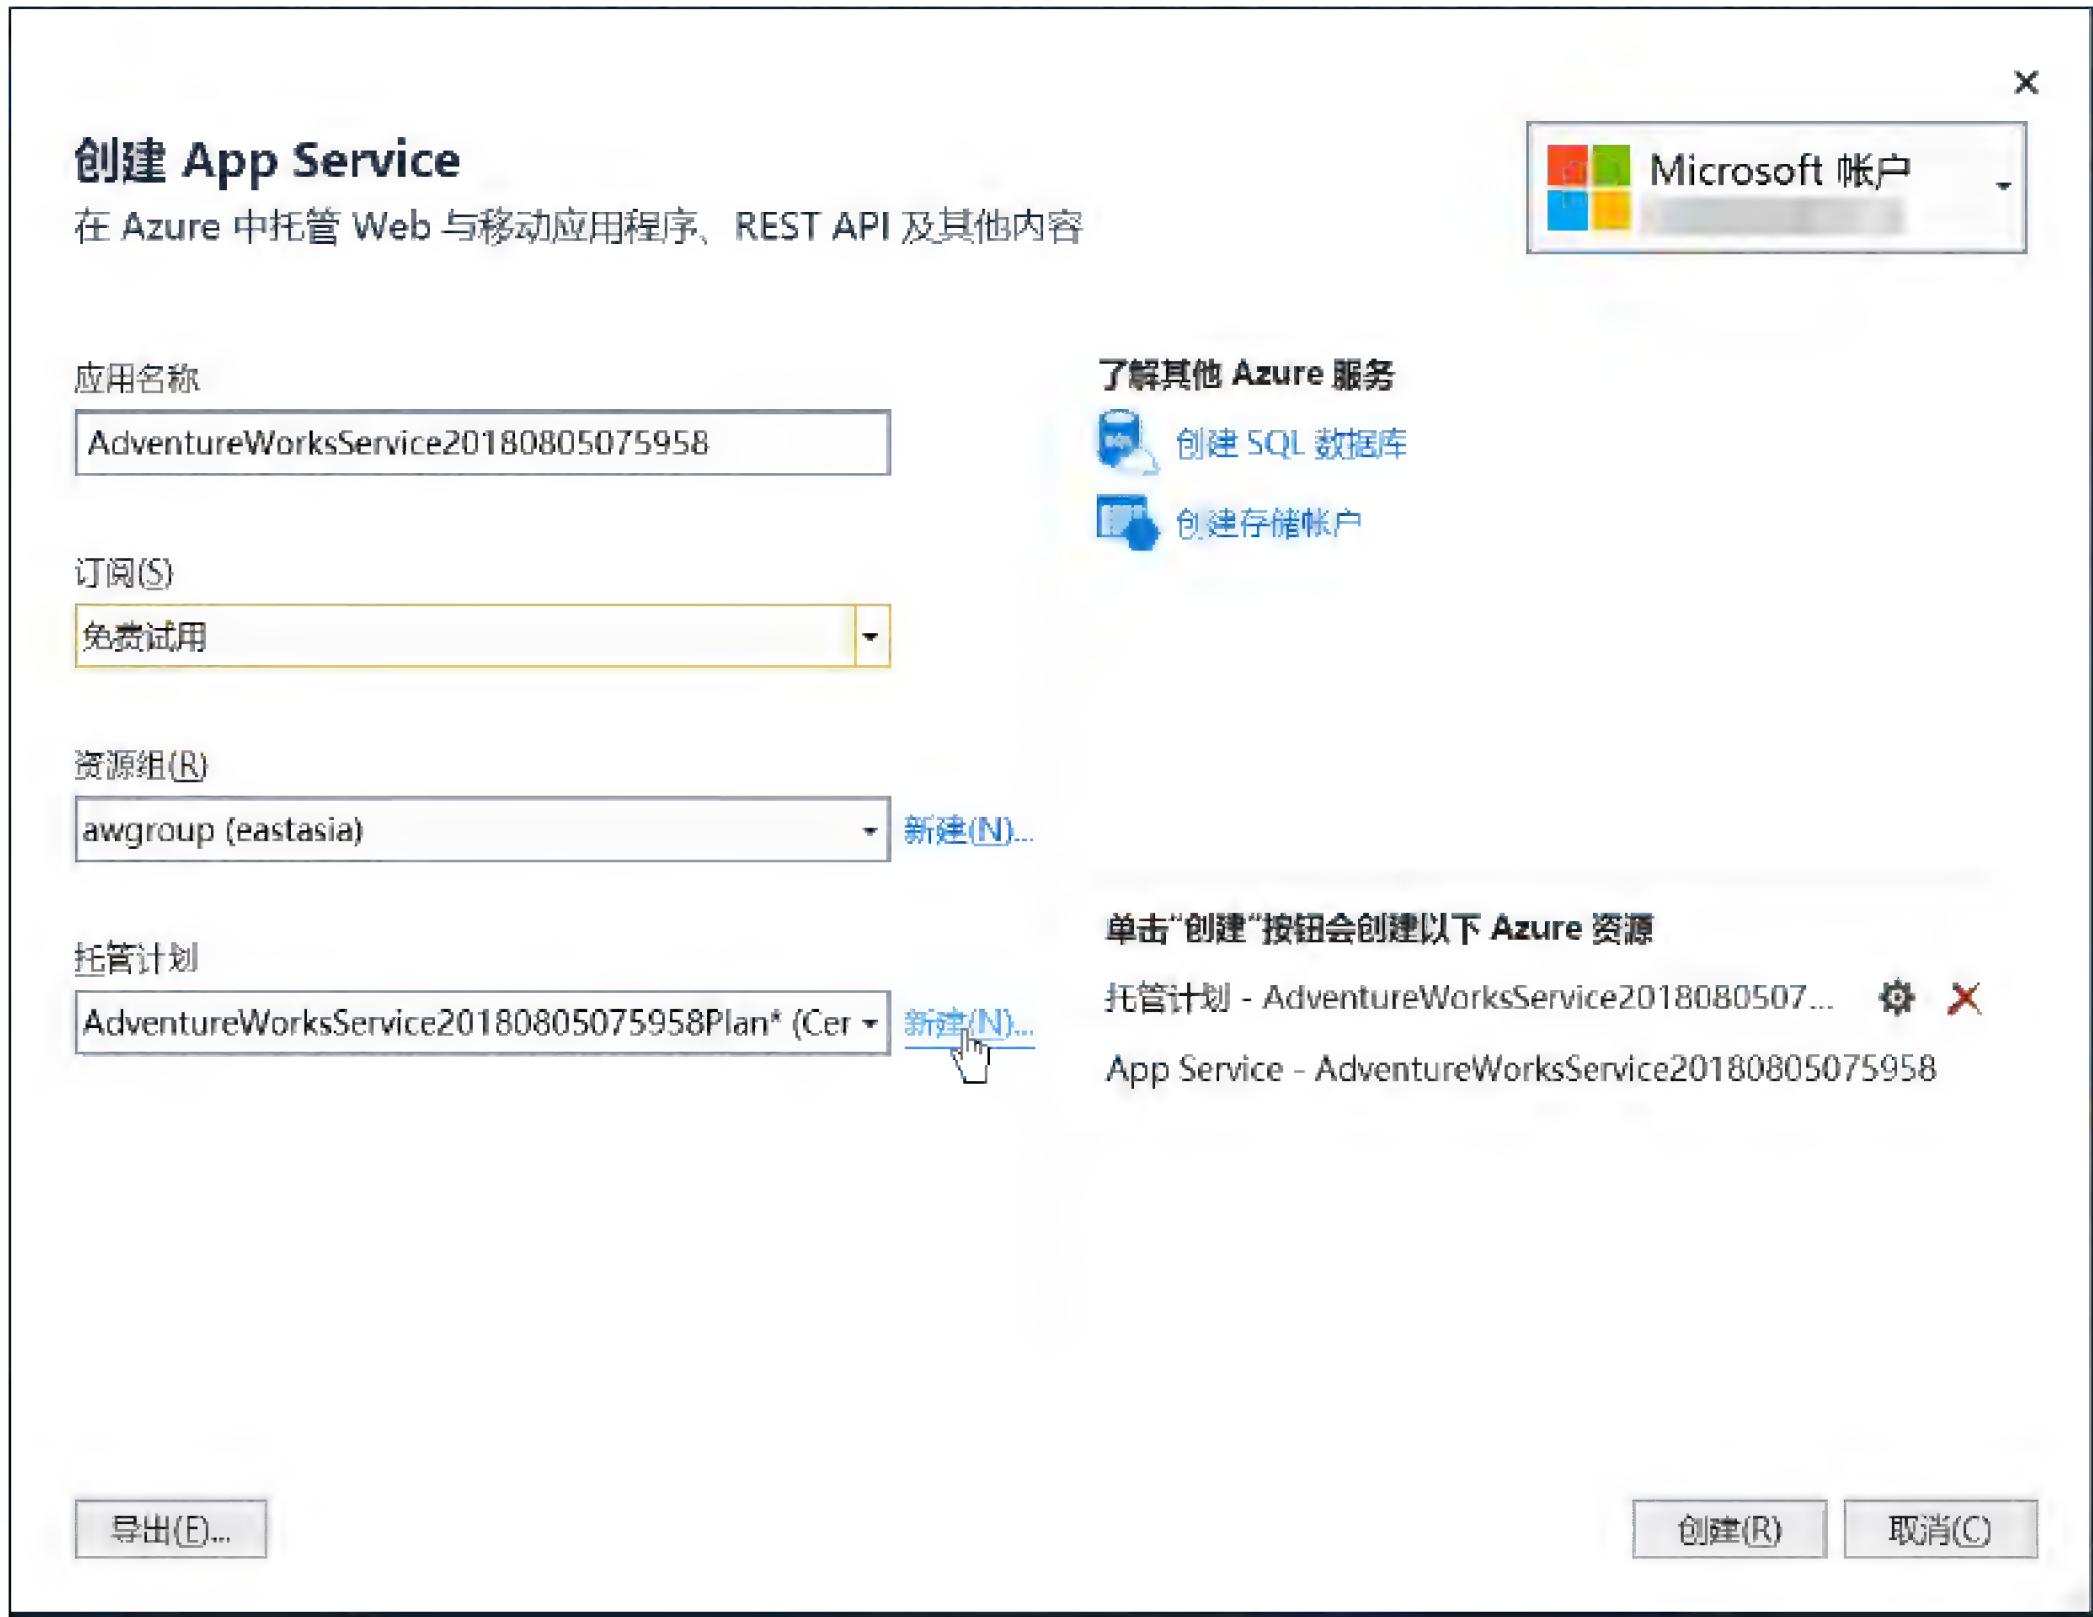 创建 App Service
在 Azure 中托管 Web 与移动应用程序、REST API 及其他内容
Microsoft 帐户
应用名称
AdventureWorksService20180805075958
订阅(S)
免费试用
资源组(R)
awgroup (eastasia)
新建(N)...
托管计划
AdventureWorksService20180805075958Plan* (Cer
新建(N)...
了解其他 Azure 服务
创建 SQL 数据库
创建存储帐户
单击“创建”按钮会创建以下 Azure 资源
托管计划 - AdventureWorksService2018080507...
App Service - AdventureWorksService20180805075958
导出(E)...
创建(R)
取消(C)